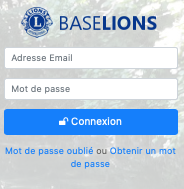 BASELIONS
Adresse Email
Mot de passe
Connexion
Mot de passe oublié ou Obtenir un mot
de passe